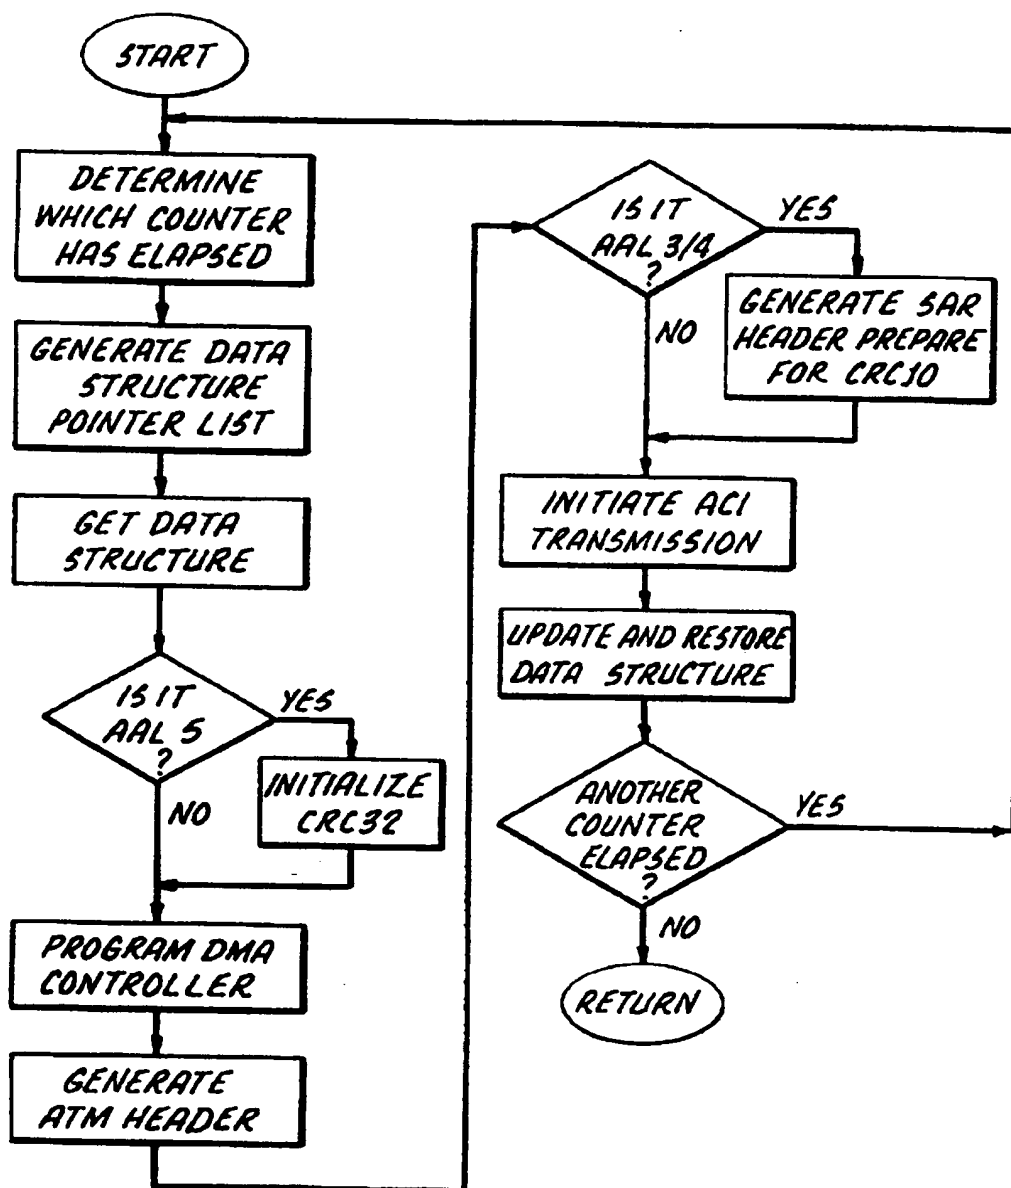 START
DETERMINE
WHICH COUNTER
HAS ELAPSED
GENERATE DATA
STRUCTURE
POINTER LIST
GET DATA
STRUCTURE
IS IT
AAL 5
?
YES
NO
INITIALIZE
CRC32
PROGRAM DMA
CONTROLLER
GENERATE
ATM HEADER
IS IT
AAL 3/4
?
YES
NO
GENERATE SAR
HEADER PREPARE
FOR CRC10
INITIATE ACI
TRANSMISSION
UPDATE AND RESTORE
DATA STRUCTURE
ANOTHER
COUNTER
ELAPSED
?
YES
NO
RETURN